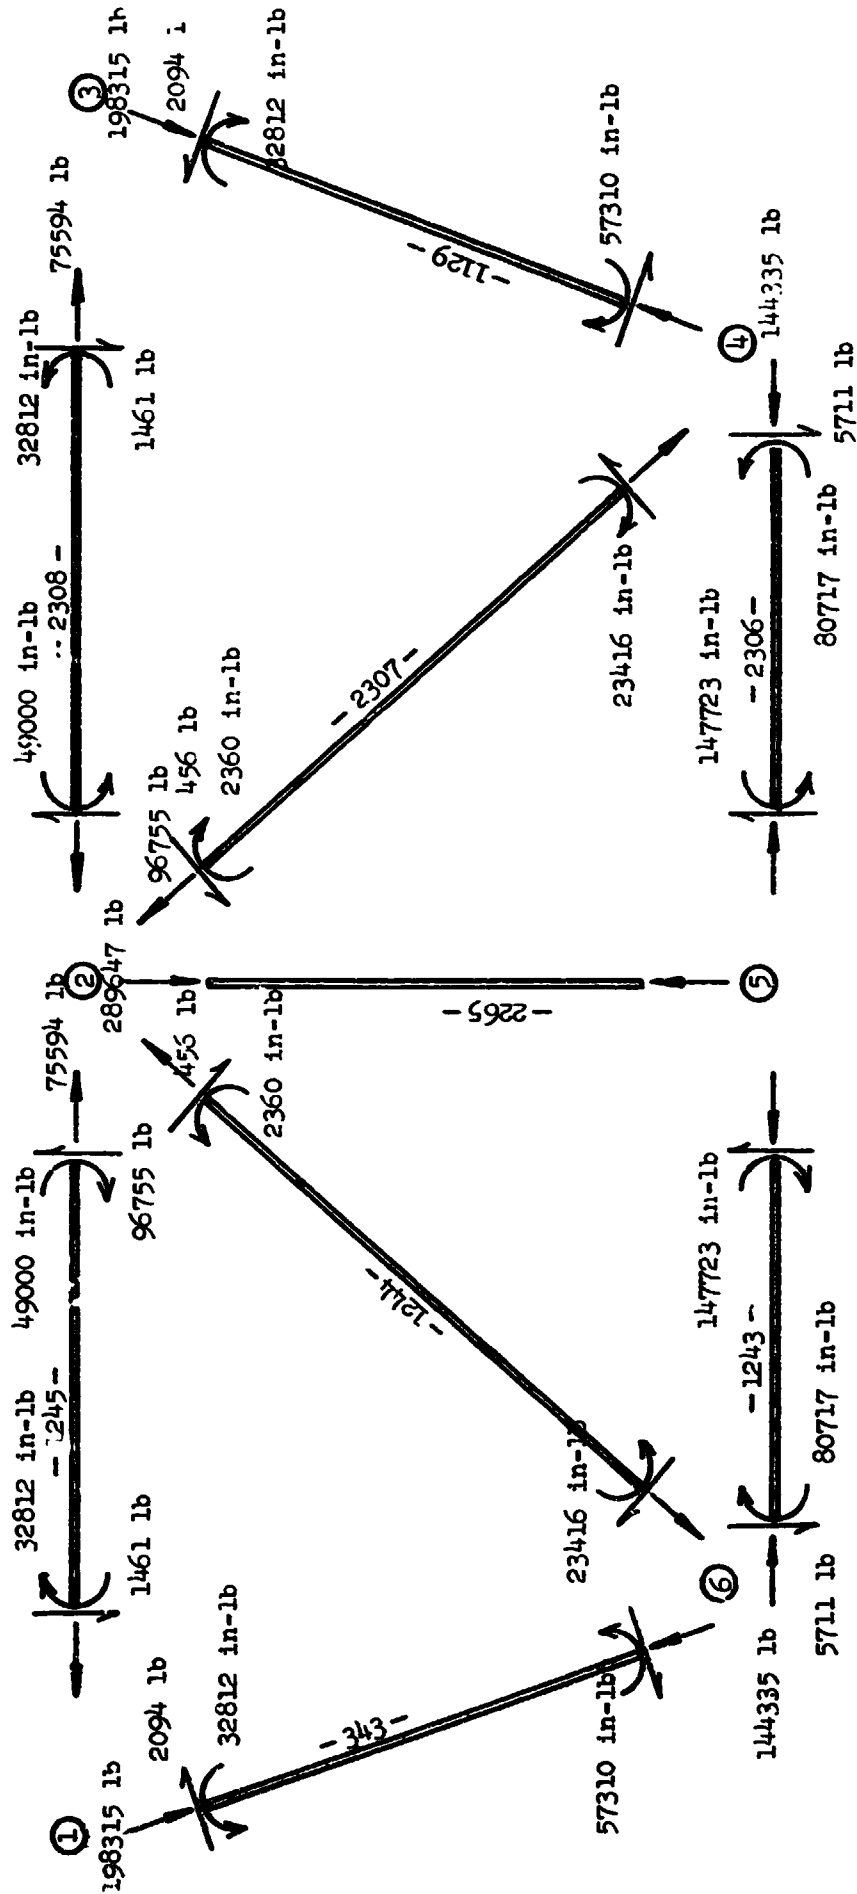 1
198315 lb
2094 lb
32812 in-lb
-343-
57310 in-lb
32812 in-lb
49000 in-lb
1461 lb
96755 lb
75594 lb
2
289647 lb
456 lb
2360 in-lb
-1244-
23416 in-lb
6
144335 lb
5711 lb
-1243-
147723 in-lb
80717 in-lb
-2265-
5
96755 lb
456 lb
2360 in-lb
-2307-
23416 in-lb
49000 in-lb
-2308-
32812 in-lb
1461 lb
75594 lb
3
198315 lb
2094
-1129-
57310 in-lb
4
147723 in-lb
-2306-
80717 in-lb
144335 lb
5711 lb